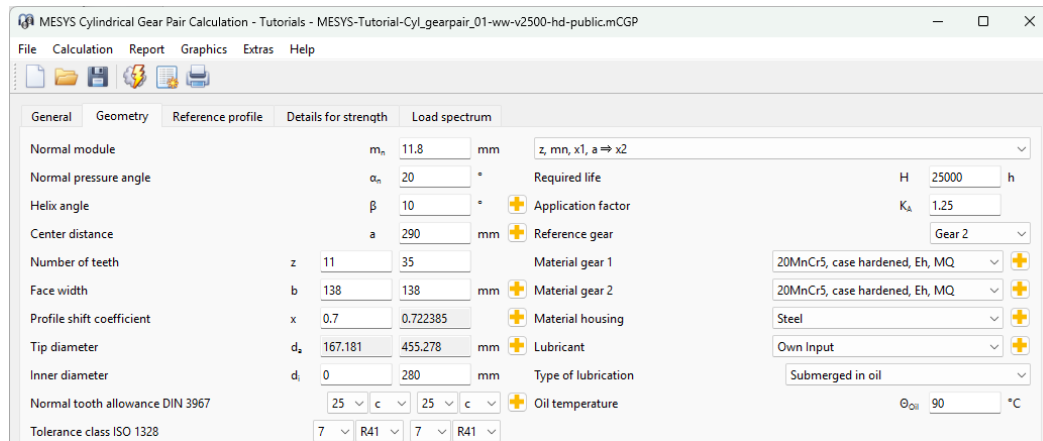 MESYS Cylindrical Gear Pair Calculation - Tutorials - MESYS-Tutorial-Cyl_gearpair_01-ww-v2500-hd-public.mCGP
File Calculation Report Graphics Extras Help
General Geometry Reference profile Details for strength Load spectrum
Normal module mₙ 11.8 mm z, mn, x1, a ⇒ x2
Normal pressure angle αₙ 20 ° Required life H 25000 h
Helix angle β 10 ° Application factor K_A 1.25
Center distance a 290 mm Reference gear Gear 2
Number of teeth z 11 35 Material gear 1 20MnCr5, case hardened, Eh, MQ
Face width b 138 138 mm Material gear 2 20MnCr5, case hardened, Eh, MQ
Profile shift coefficient x 0.7 0.722385 Material housing Steel
Tip diameter dₐ 167.181 455.278 mm Lubricant Own Input
Inner diameter dᵢ 0 280 mm Type of lubrication Submerged in oil
Normal tooth allowance DIN 3967 25 c 25 c Oil temperature Θ_Oil 90 °C
Tolerance class ISO 1328 7 R41 7 R41